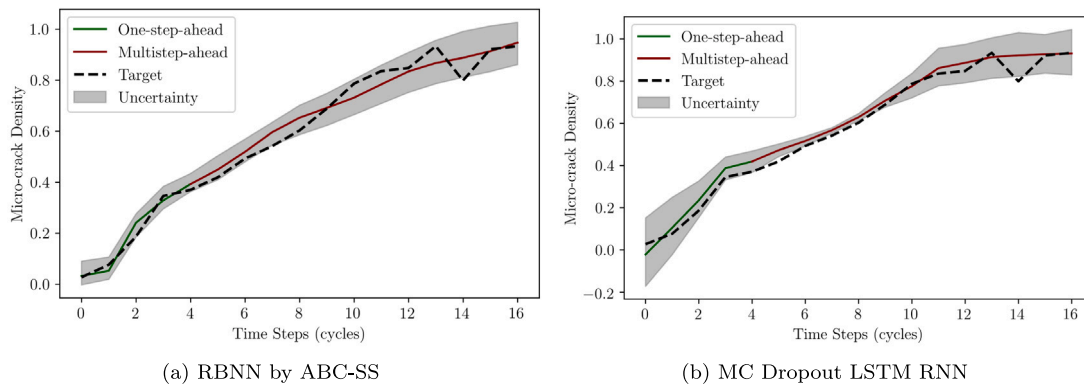 One-step-ahead
Multistep-ahead
Target
Uncertainty
Micro-crack Density
1.0
0.8
0.6
0.4
0.2
0.0
0 2 4 6 8 10 12 14 16
Time Steps (cycles)
(a) RBNN by ABC-SS
One-step-ahead
Multistep-ahead
Target
Uncertainty
Micro-crack Density
1.0
0.8
0.6
0.4
0.2
0.0
−0.2
0 2 4 6 8 10 12 14 16
Time Steps (cycles)
(b) MC Dropout LSTM RNN